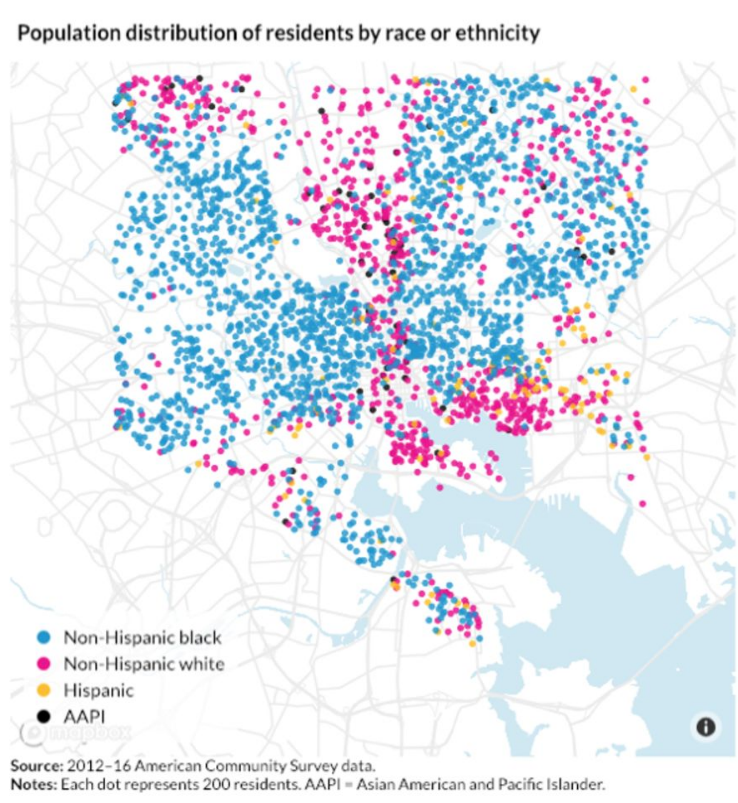 Population distribution of residents by race or ethnicity
Non-Hispanic black
Non-Hispanic white
Hispanic
AAPI
mapbox
Source: 2012–16 American Community Survey data.
Notes: Each dot represents 200 residents. AAPI = Asian American and Pacific Islander.